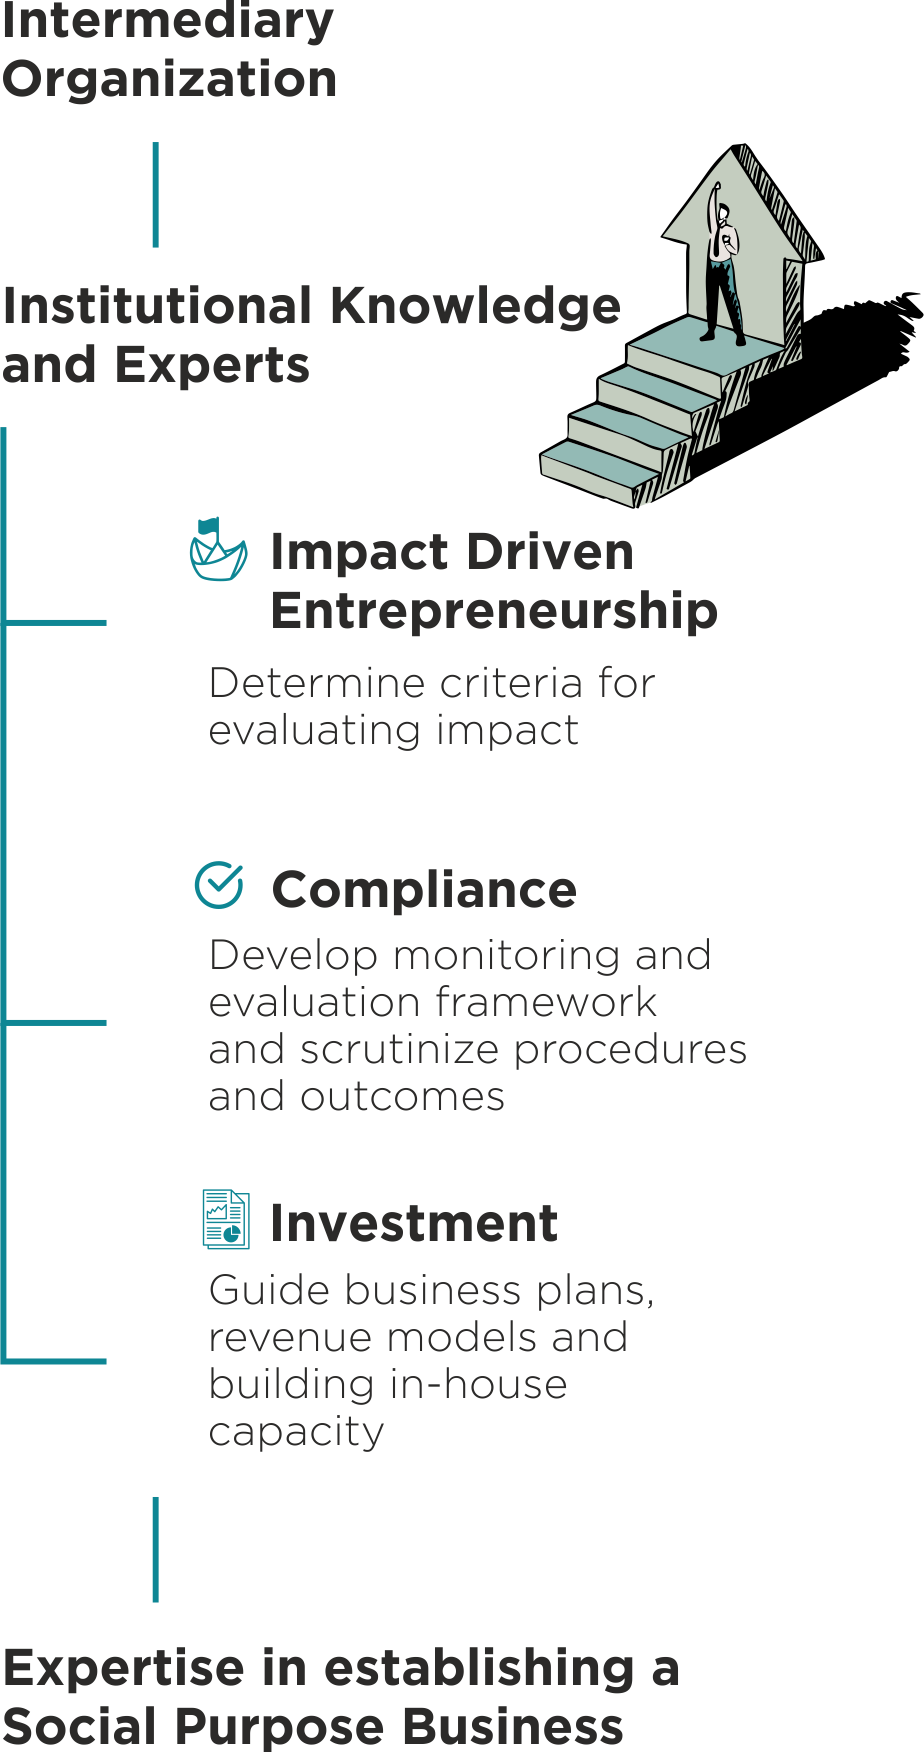 Intermediary
Organization
Institutional Knowledge
and Experts
Impact Driven
Entrepreneurship
Determine criteria for
evaluating impact
Compliance
Develop monitoring and
evaluation framework
and scrutinize procedures
and outcomes
Investment
Guide business plans,
revenue models and
building in-house
capacity
Expertise in establishing a
Social Purpose Business